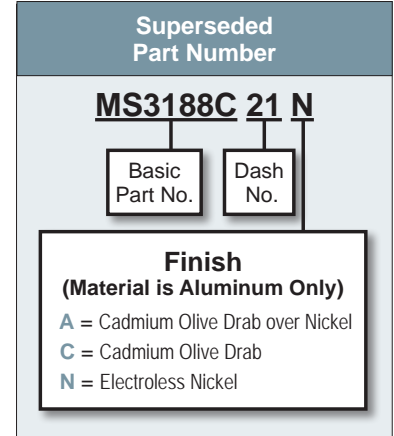 Superseded
Part Number
MS3188C 21 N
Basic
Part No.
Dash
No.
Finish
(Material is Aluminum Only)
A = Cadmium Olive Drab over Nickel
C = Cadmium Olive Drab
N = Electroless Nickel